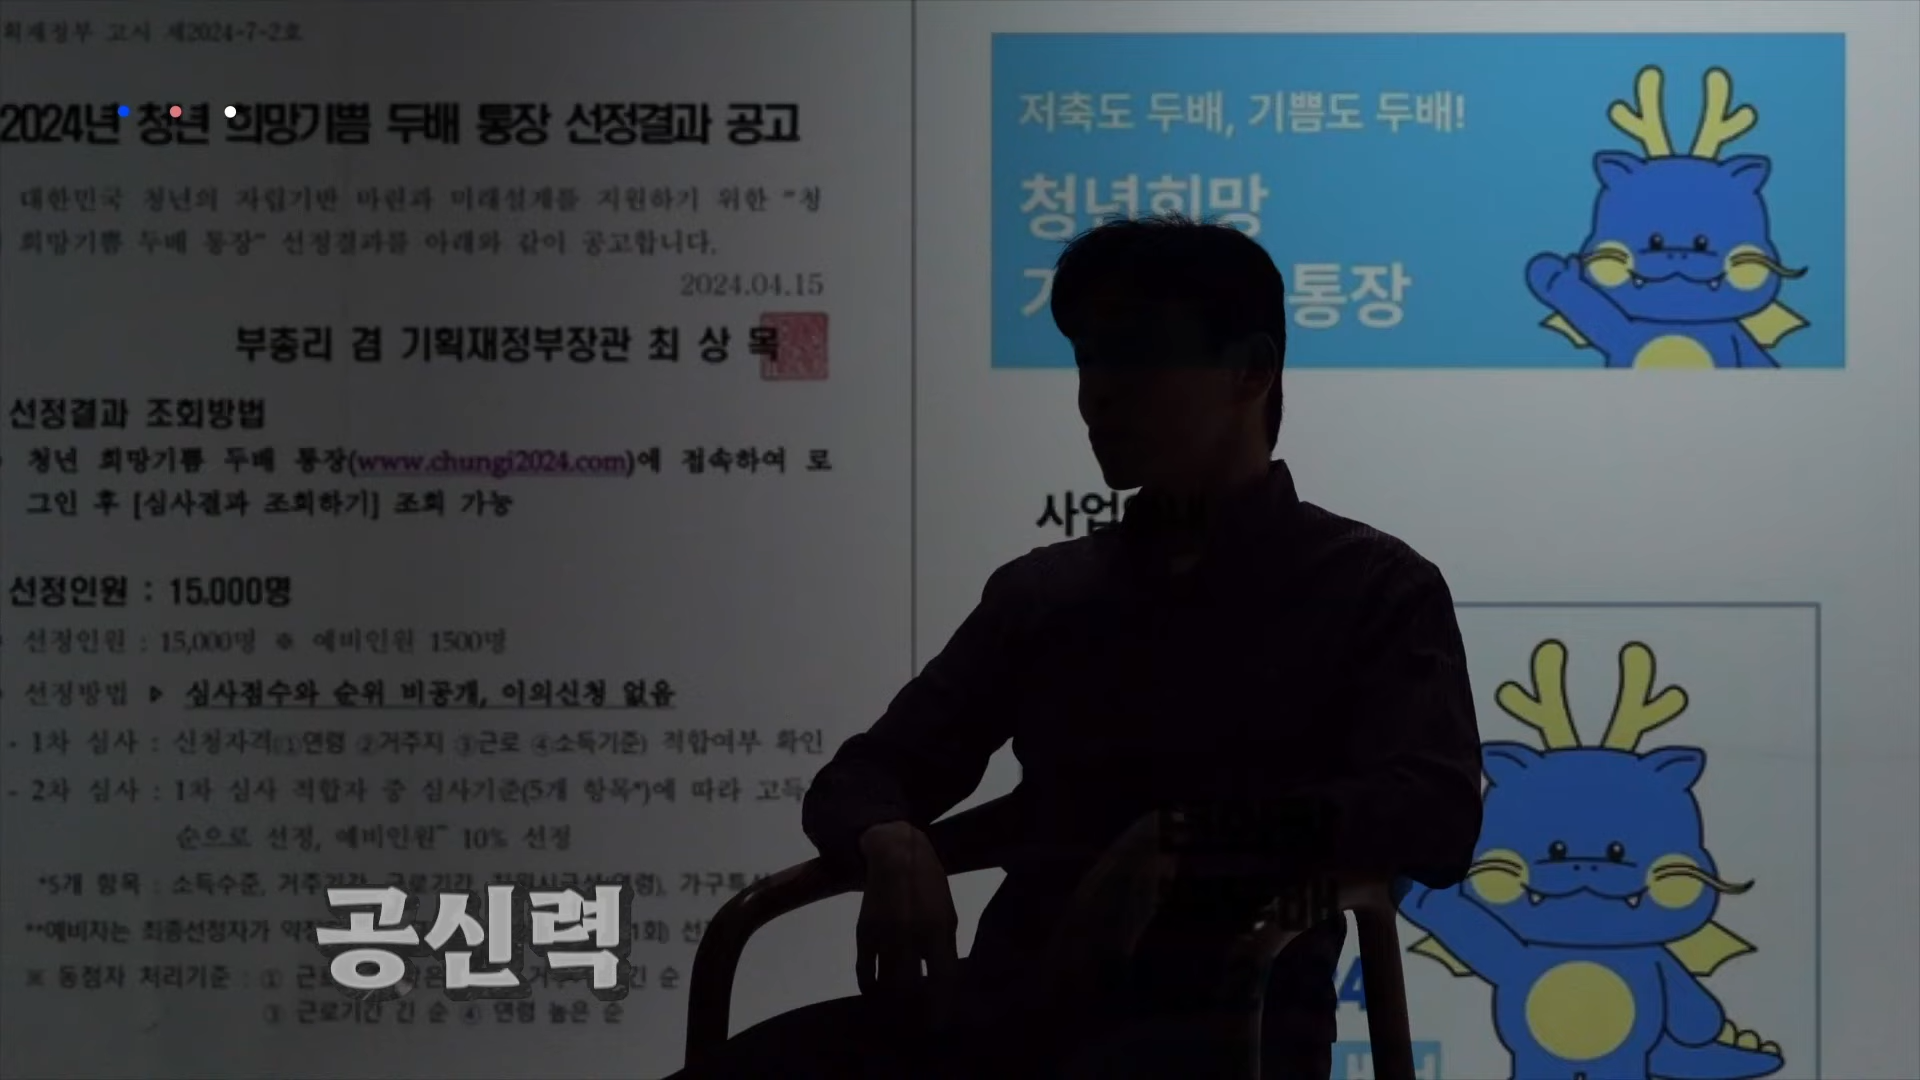 획재정부 고시 제2024-7-2호
2024년 청년 희망기쁨 두배 통장 선정결과 공고
대한민국 청년의 자립기반 마련과 미래설계를 지원하기 위한 "청
희망기쁨 두배 통장" 선정결과를 아래와 같이 공고합니다.
2024.04.15
부총리 겸 기획재정부장관 최 상 목
선정결과 조회방법
청년 희망기쁨 두배 통장(www.chungi2024.com)에 접속하여 로
그인 후 [심사결과 조회하기] 조회 가능
선정인원 : 15.000명
선정인원 : 15,000명 ※ 예비인원 1500명
선정방법 ▷ 심사점수와 순위 비공개, 이의신청 없음
- 1차 심사 : 신청자격(①연령 ②거주지 ③근로 ④소득기준) 적합여부 확인
- 2차 심사 : 1차 심사 적합자 중 심사기준(5개 항목*)에 따라 고득
순으로 선정, 예비인원** 10% 선정
*5개 항목 : 소득수준, 거주기간, 근로기간,
**예비자는 최종선정자가
※ 동점자 처리기준 : ①
③ 근로기간 긴 순 ④ 연령 높은 순
공신력
저축도 두배, 기쁨도 두배!
청년희망
통장
사업